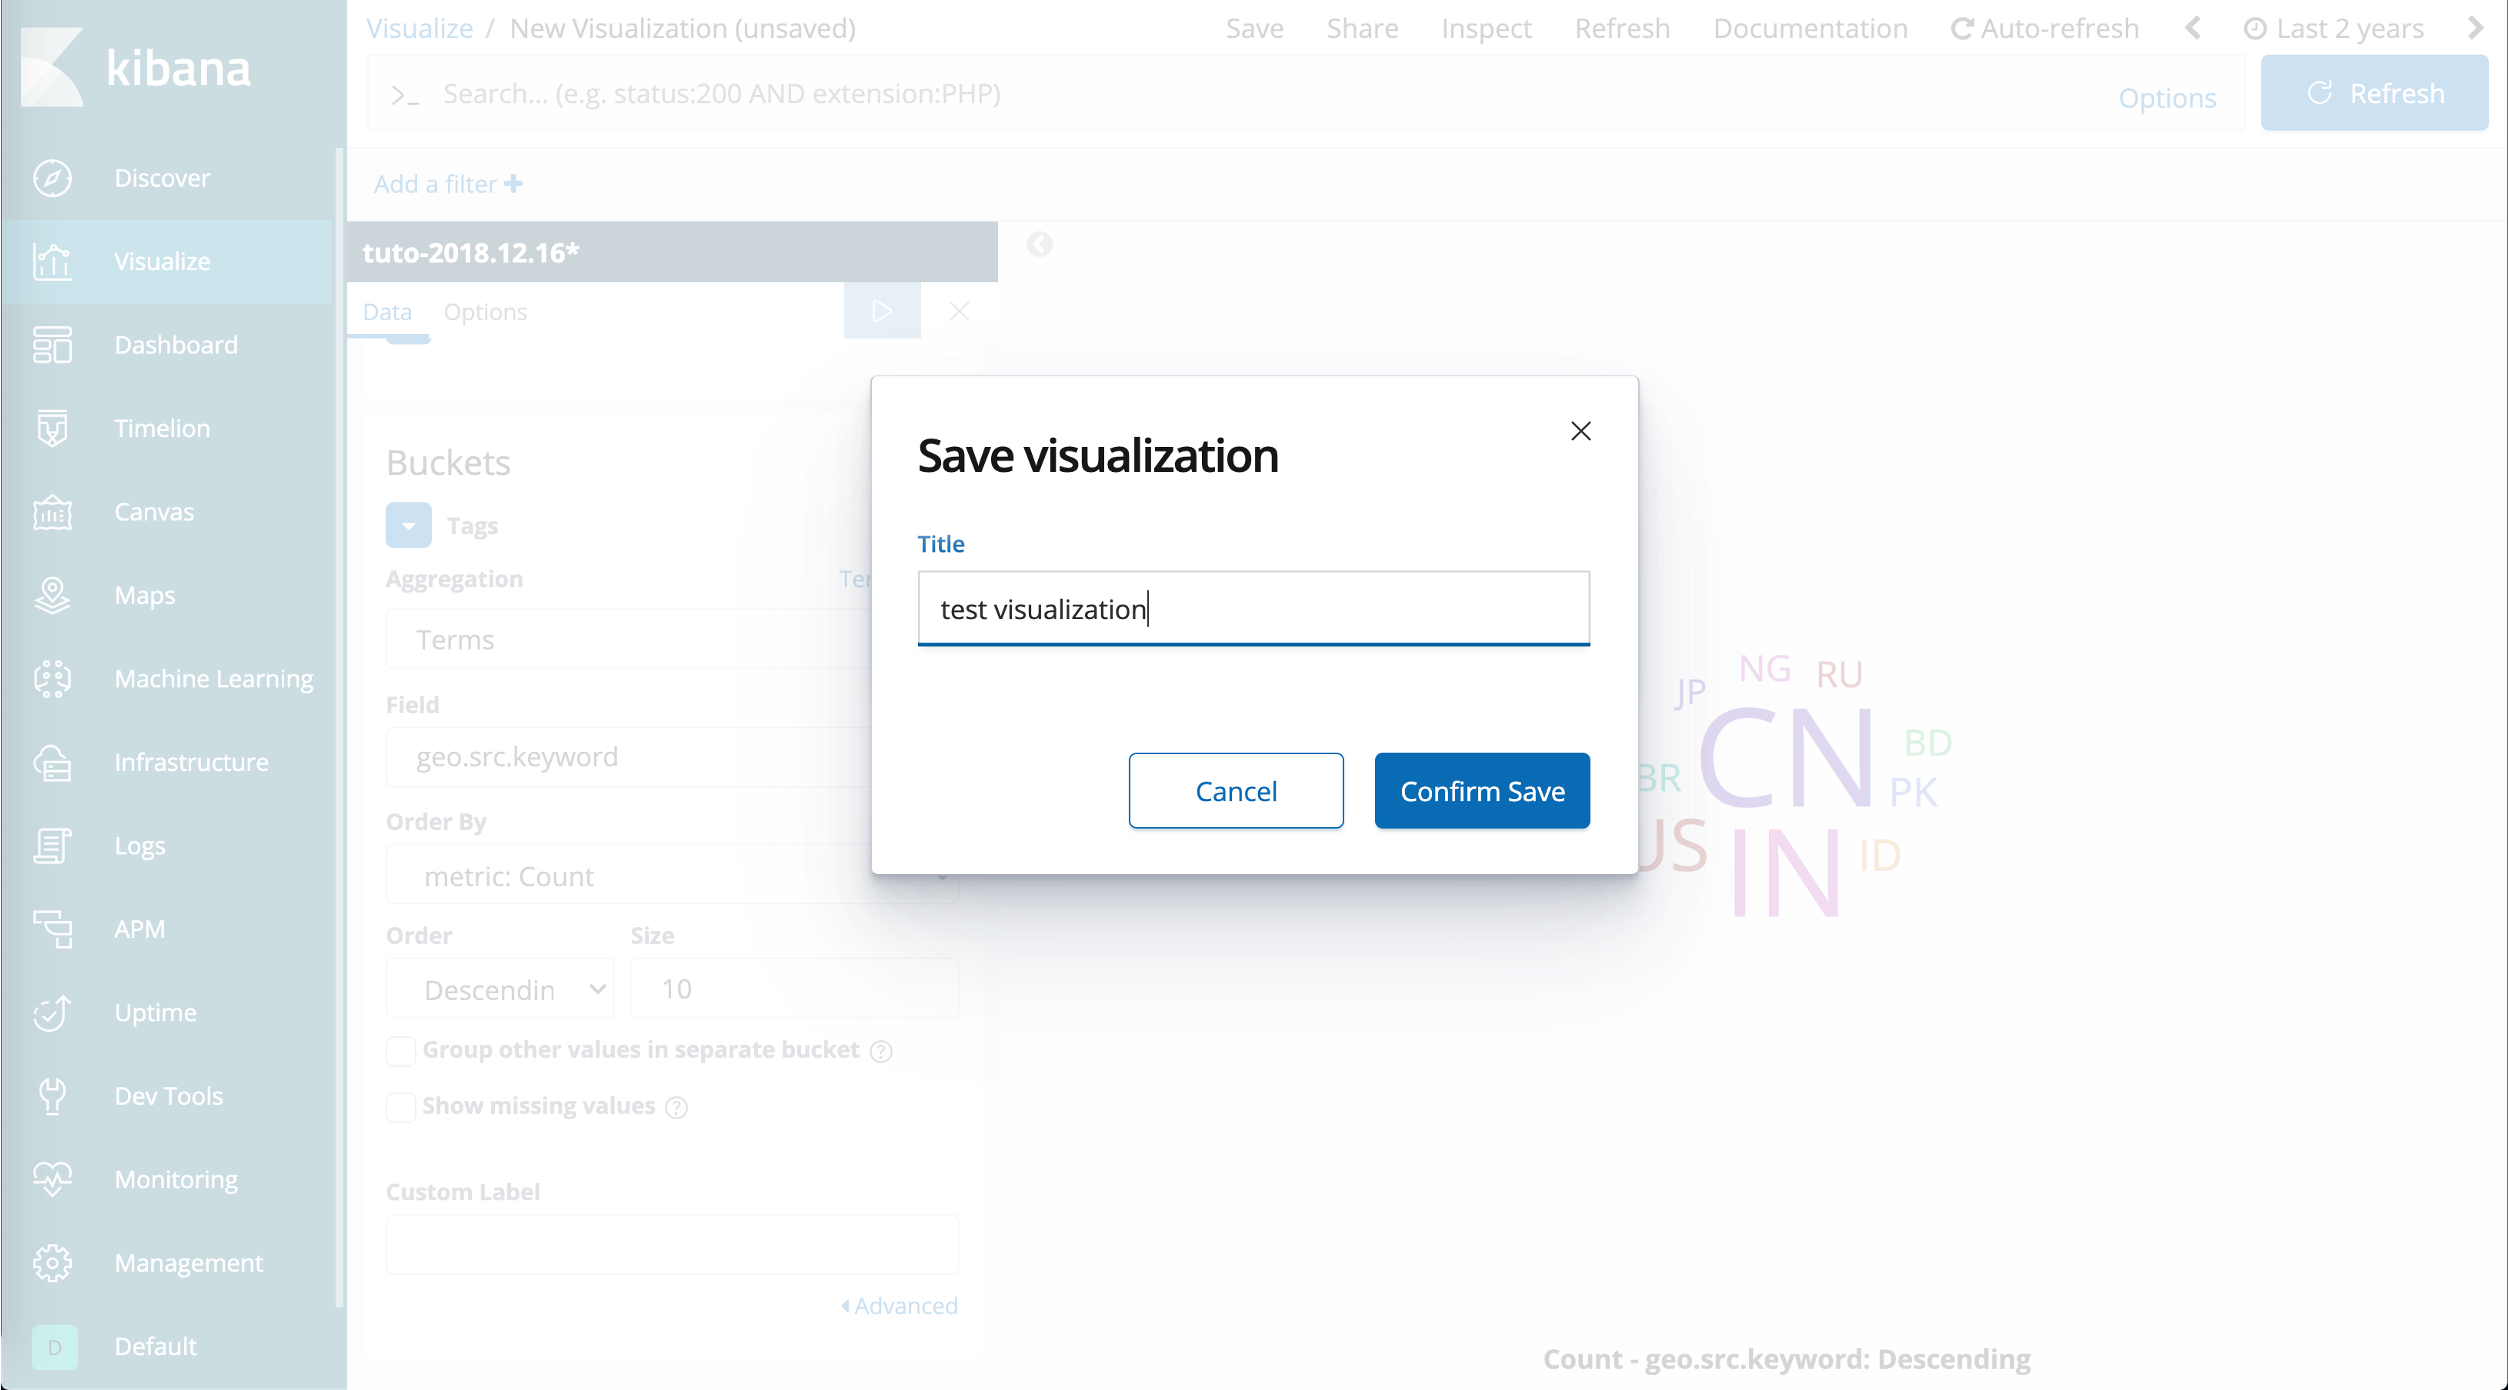 kibana
Discover
Visualize
Dashboard
Timelion
Canvas
Maps
Machine Learning
Infrastructure
Logs
APM
Uptime
Dev Tools
Monitoring
Management
D Default
Visualize / New Visualization (unsaved)
Save Share Inspect Refresh Documentation Auto-refresh Last 2 years
>_ Search... (e.g. status:200 AND extension:PHP) Options Refresh
Add a filter
tuto-2018.12.16*
Data Options
Buckets
Tags
Aggregation
Terms
Field
geo.src.keyword
Order By
metric: Count
Order Size
Descendin 10
Group other values in separate bucket ?
Show missing values ?
Custom Label
Advanced
Save visualization
Title
test visualization
Cancel Confirm Save
NG RU
JP
CN
BD
BR
PK
US
IN
ID
Count - geo.src.keyword: Descending